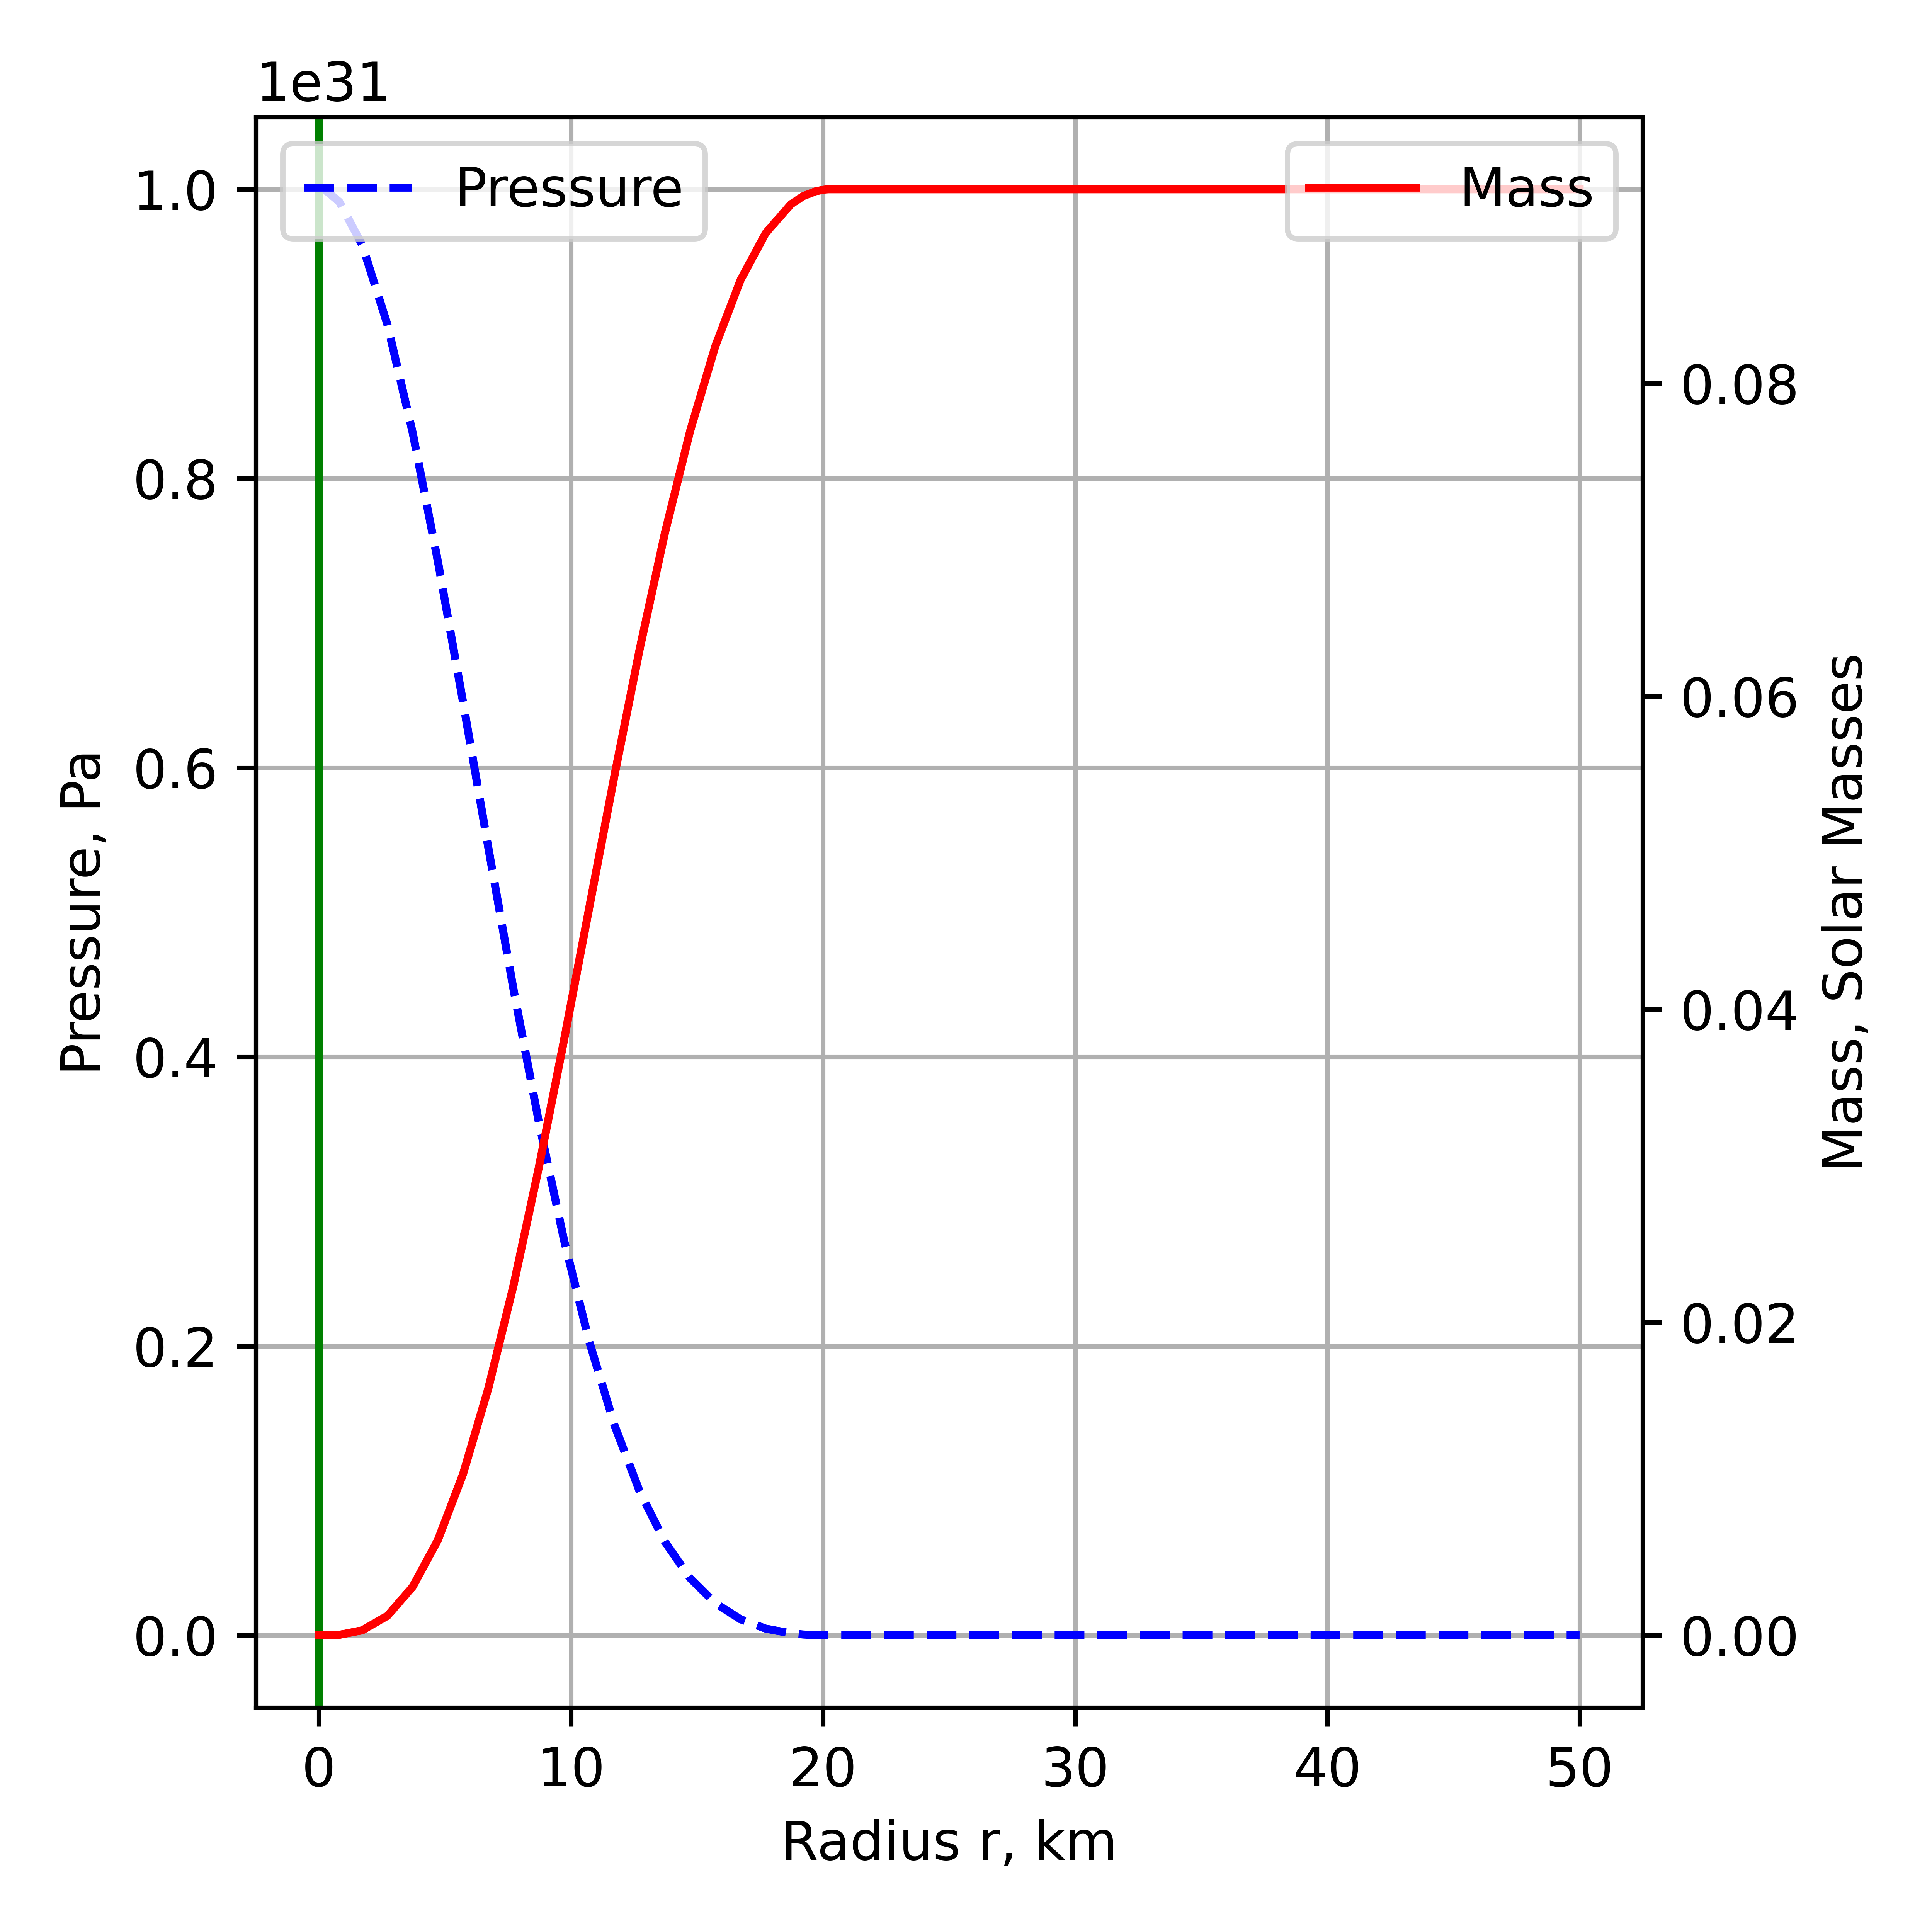 1e31
Pressure
Mass
1.0
0.8
0.6
0.4
0.2
0.0
Pressure, Pa
0.08
0.06
0.04
0.02
0.00
Mass, Solar Masses
0 10 20 30 40 50
Radius r, km